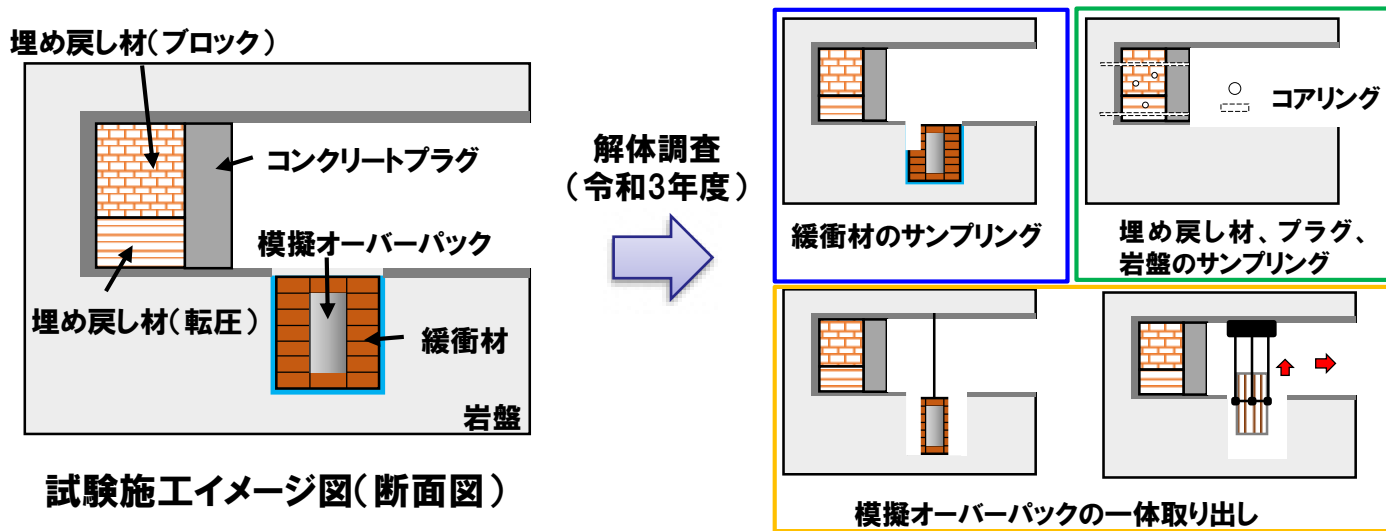 埋め戻し材(ブロック)
コンクリートプラグ
模擬オーバーパック
埋め戻し材(転圧)
緩衝材
岩盤
試験施工イメージ図(断面図)
解体調査
(令和3年度)
緩衝材のサンプリング
コアリング
埋め戻し材、プラグ、
岩盤のサンプリング
模擬オーバーパックの一体取り出し